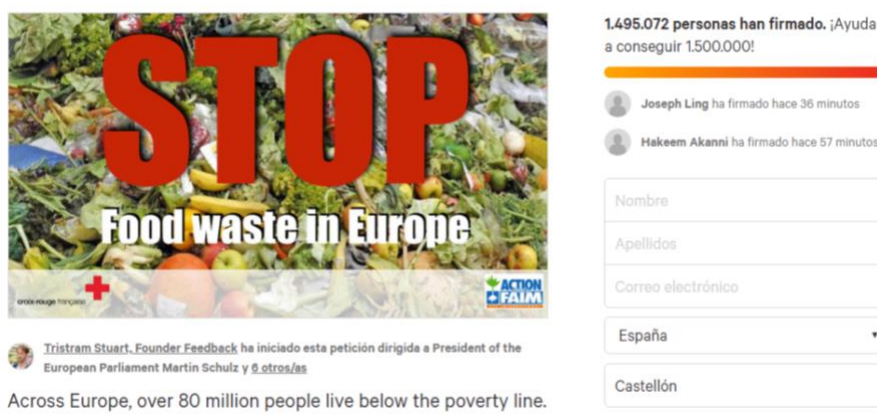 STOP
Food waste in Europe
croix-rouge française
ACTION
FAIM
Tristram Stuart, Founder Feedback ha iniciado esta petición dirigida a President of the
European Parliament Martin Schulz y 6 otros/as
Across Europe, over 80 million people live below the poverty line.
1.495.072 personas han firmado. ¡Ayuda
a conseguir 1.500.000!
Joseph Ling ha firmado hace 36 minutos
Hakeem Akanni ha firmado hace 57 minutos
Nombre
Apellidos
Correo electrónico
España
Castellón